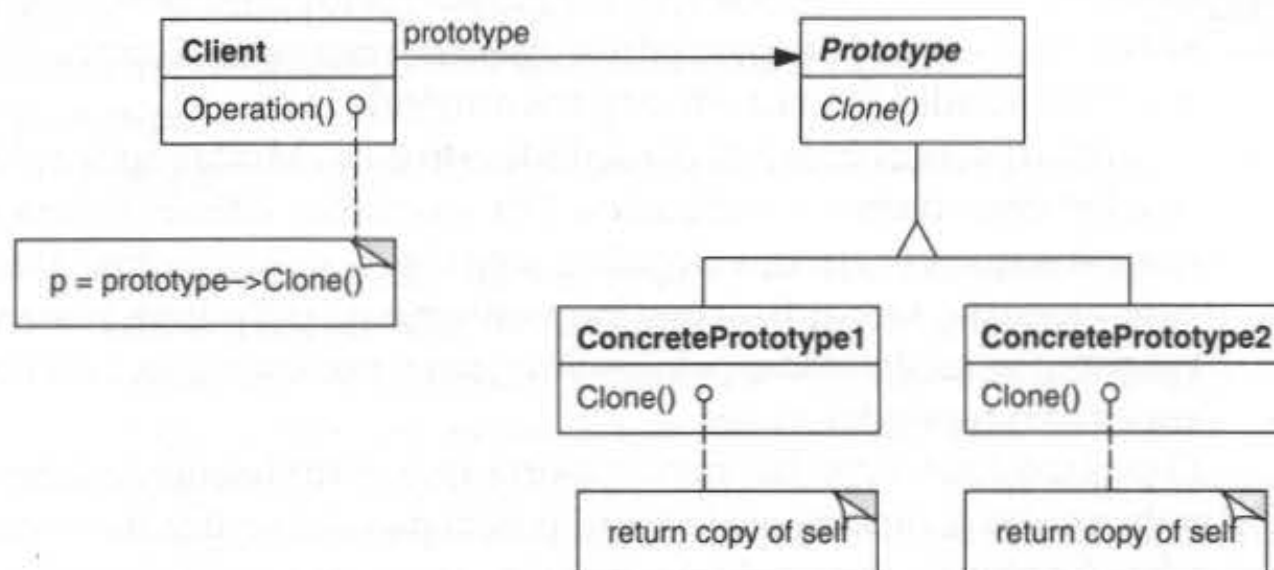 Client
prototype
Prototype
Operation()
Clone()
p = prototype–>Clone()
ConcretePrototype1
ConcretePrototype2
Clone()
Clone()
return copy of self
return copy of self